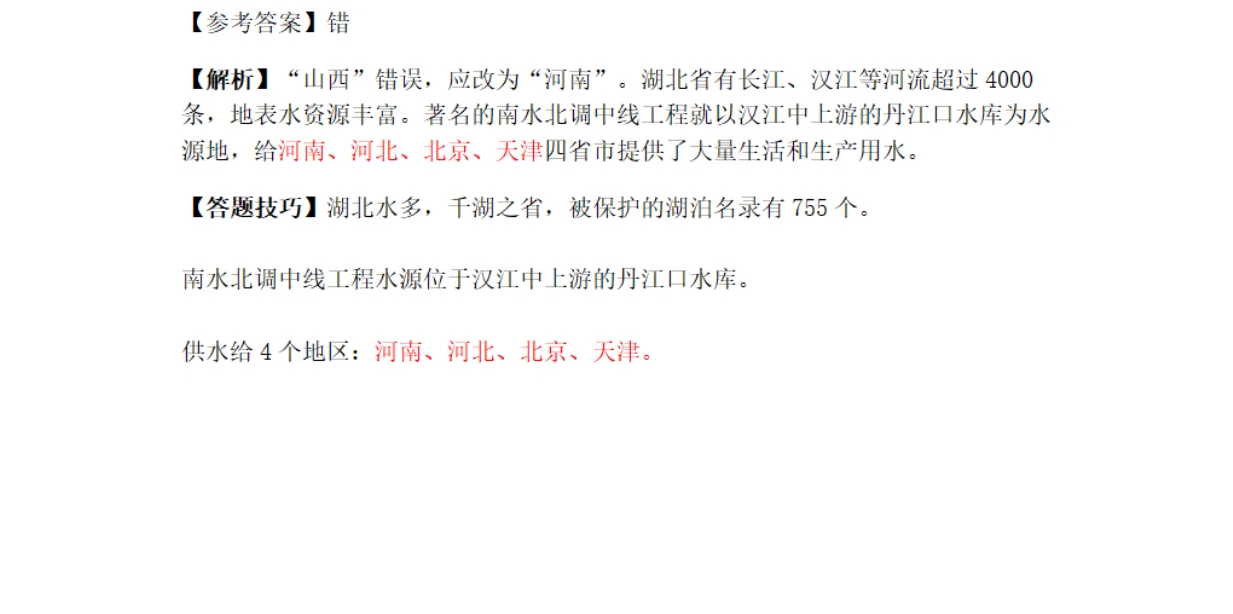 【参考答案】错
【解析】“山西”错误，应改为“河南”。湖北省有长江、汉江等河流超过 4000
条，地表水资源丰富。著名的南水北调中线工程就以汉江中上游的丹江口水库为水
源地，给河南、河北、北京、天津四省市提供了大量生活和生产用水。
【答题技巧】湖北水多，千湖之省，被保护的湖泊名录有 755 个。
南水北调中线工程水源位于汉江中上游的丹江口水库。
供水给 4 个地区：河南、河北、北京、天津。